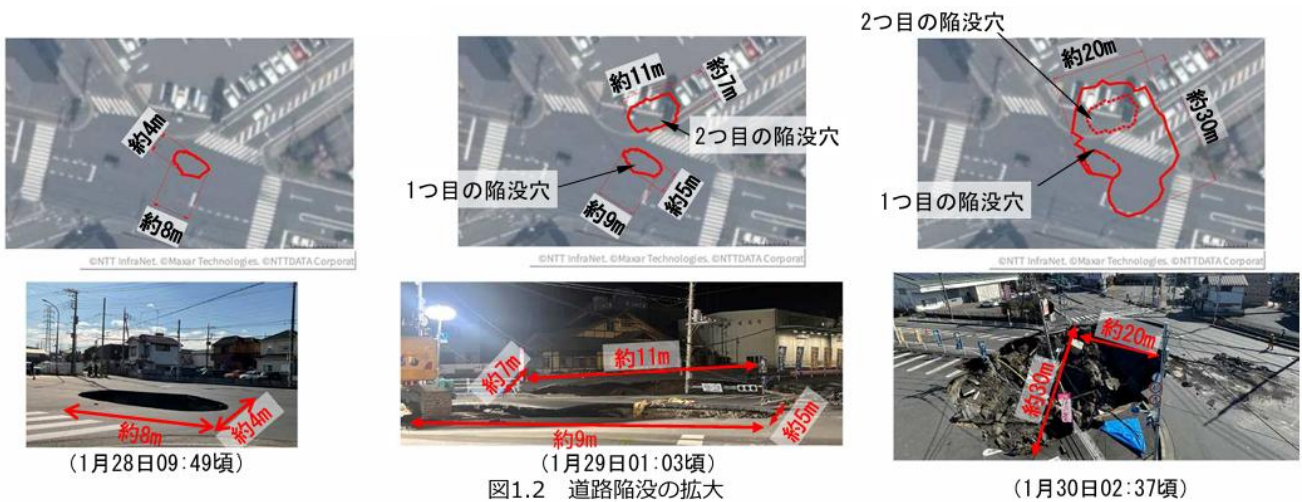 約4m
約8m
©NTT InfraNet, ©Maxar Technologies, ©NTTDATA Corporat
約8m
約4m
(1月28日09:49頃)
約11m
約7m
2つ目の陥没穴
1つ目の陥没穴
約5m
約9m
©NTT InfraNet, ©Maxar Technologies, ©NTTDATA Corporat
約7m
約11m
約9m
約5m
(1月29日01:03頃)
2つ目の陥没穴
約20m
約30m
1つ目の陥没穴
©NTT InfraNet, ©Maxar Technologies, ©NTTDATA Corporat
約20m
約30m
(1月30日02:37頃)
図1.2 道路陥没の拡大